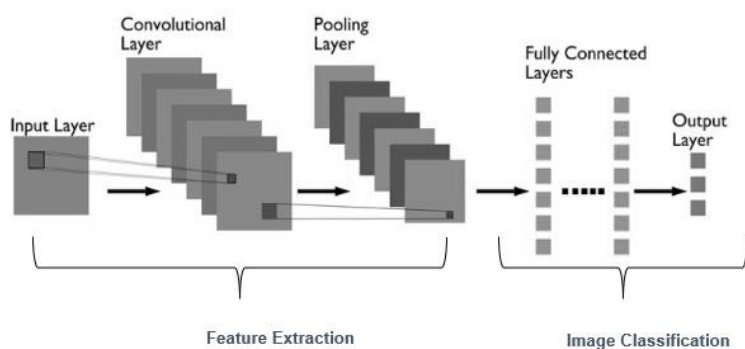 Convolutional
Layer
Pooling
Layer
Fully Connected
Layers
Input Layer
Output
Layer
Feature Extraction
Image Classification